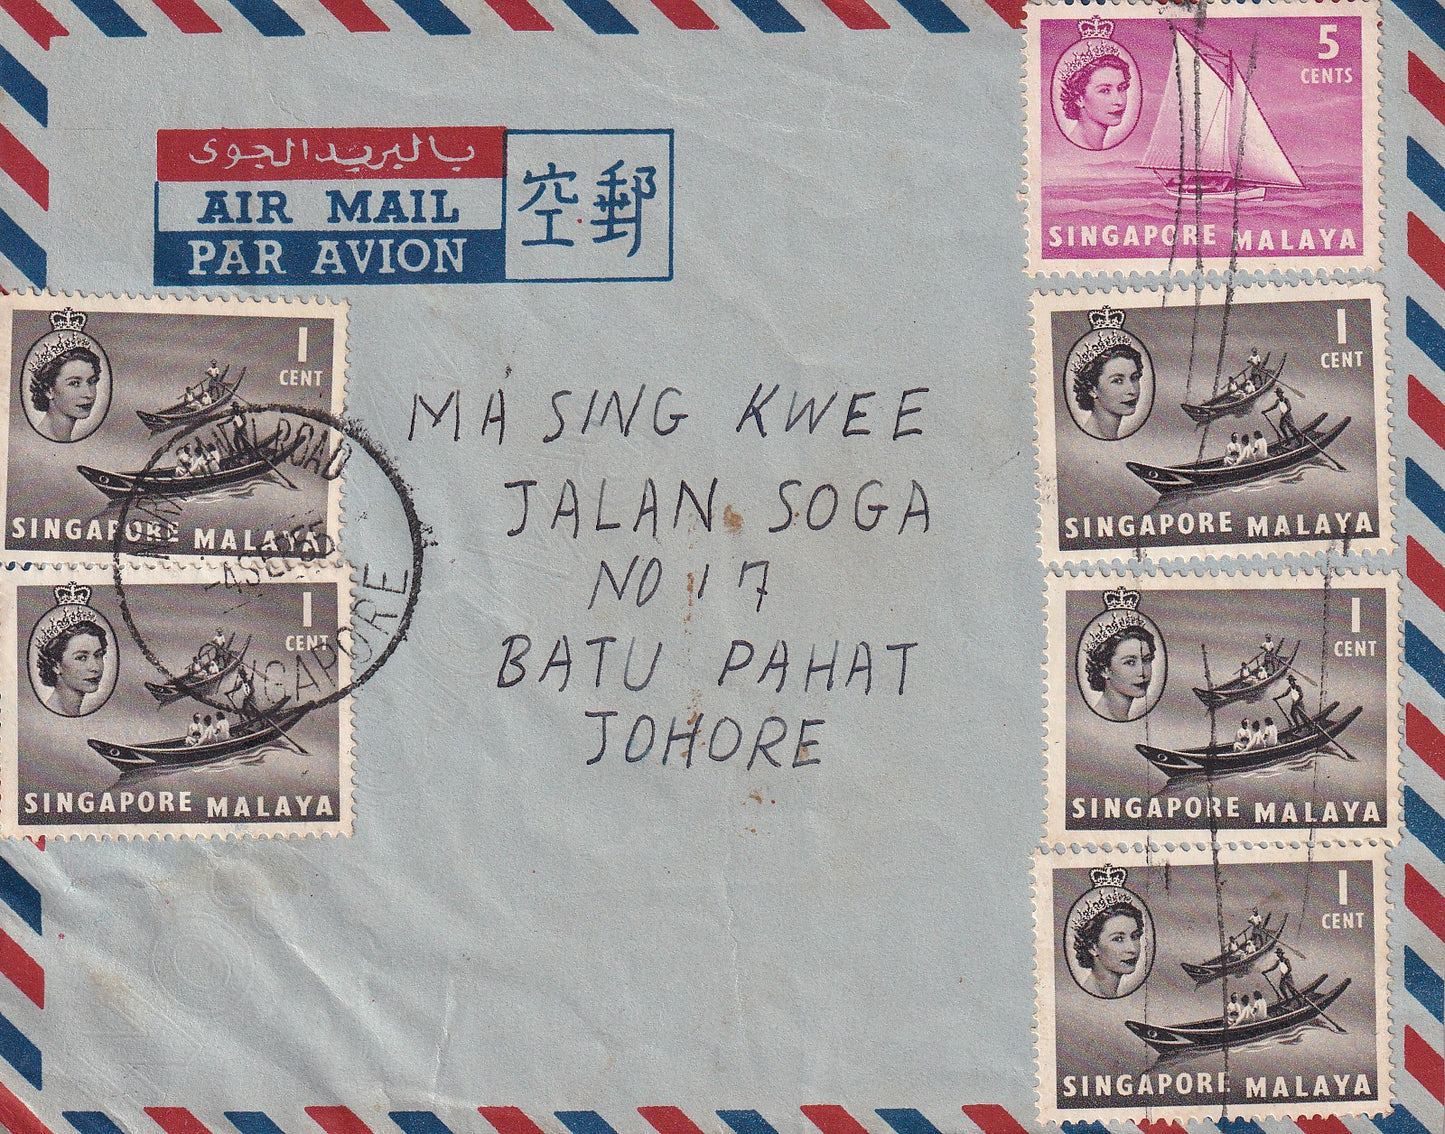 بالبريد الجوى
AIR MAIL
PAR AVION
空郵
5
CENTS
SINGAPORE MALAYA
1
CENT
SINGAPORE MALAYA
1
CENT
SINGAPORE MALAYA
1
CENT
SINGAPORE MALAYA
1
CENT
SINGAPORE MALAYA
1
CENT
SINGAPORE MALAYA
ROAD
-4SEP55
MA SING KWEE
JALAN SOGA
NO 17
BATU PAHAT
JOHORE